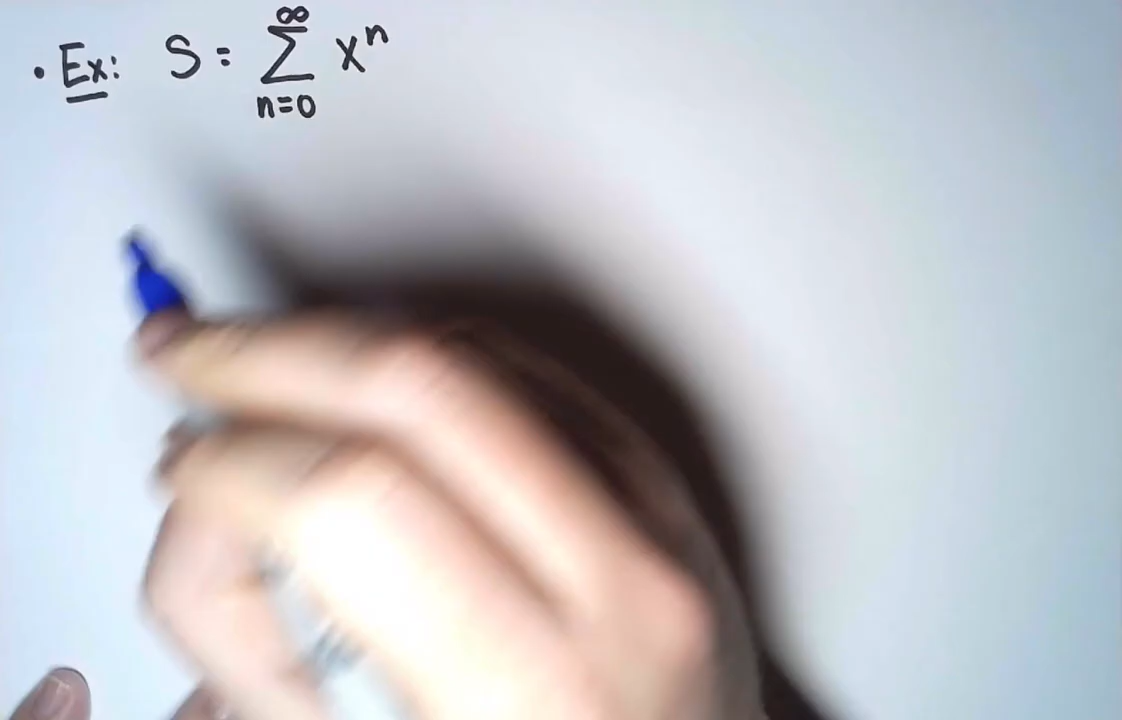 • Ex: S = ∑_{n=0}^{∞} x^n